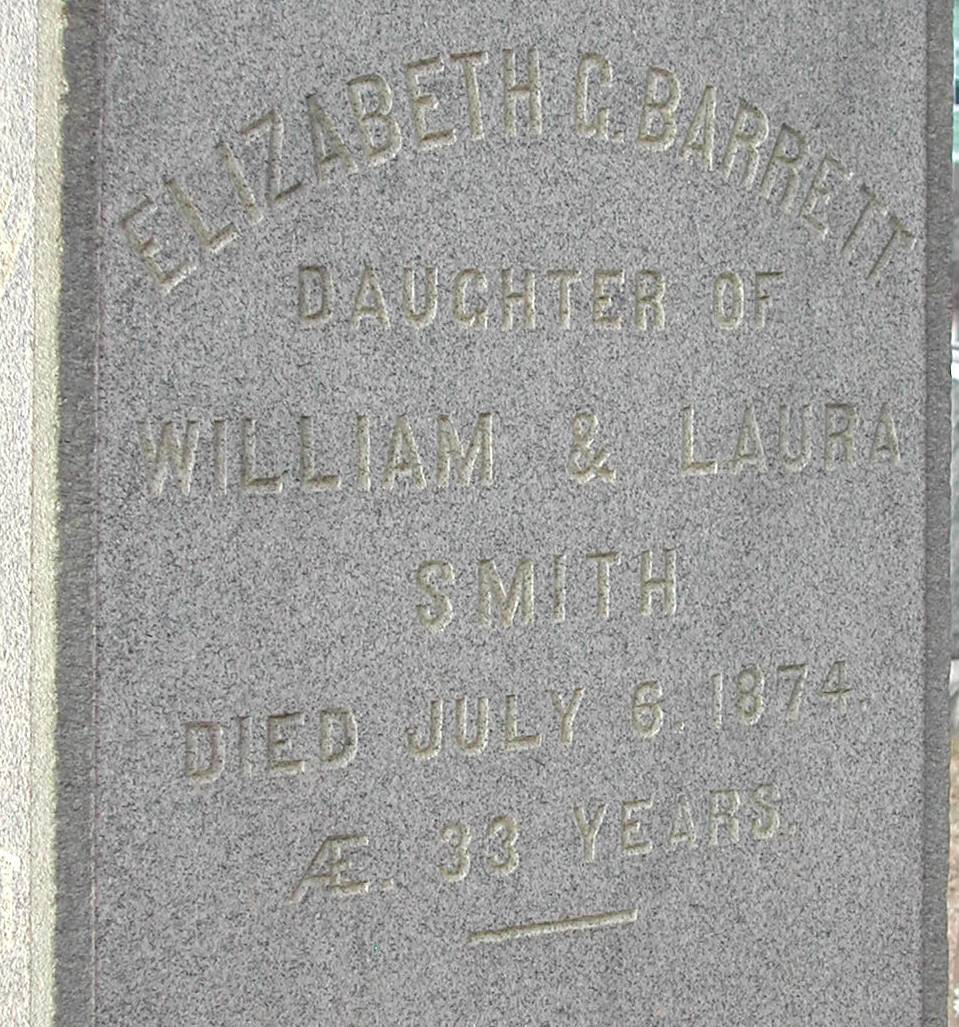 ELIZABETH G. BARRETT
DAUGHTER OF
WILLIAM & LAURA
SMITH
DIED JULY 6. 1874.
Æ. 33 YEARS.